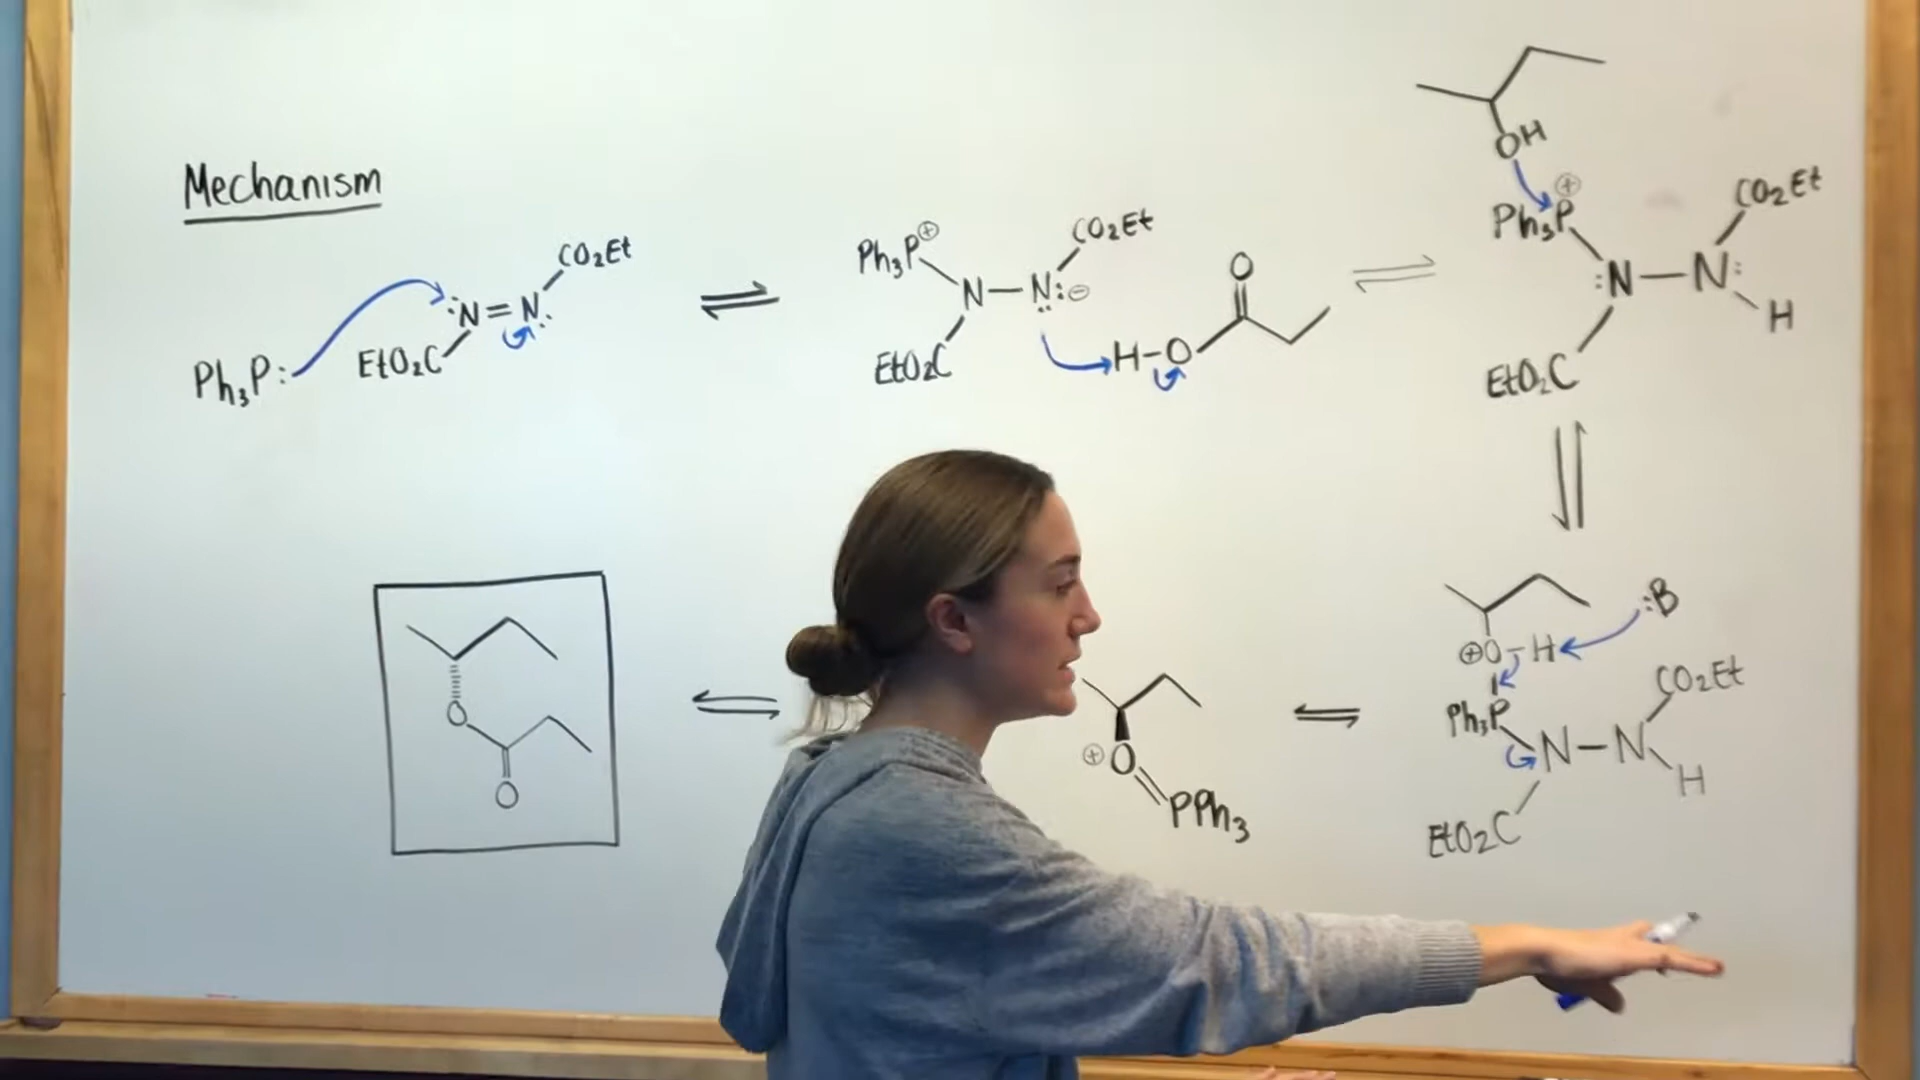 Mechanism
Ph₃P:
:N=N:
CO₂Et
EtO₂C
Ph₃P⊕
N—N:⊖
CO₂Et
EtO₂C
H-O
O
OH
Ph₃P⊕
:N—N:
CO₂Et
H
EtO₂C
:B
⊕O-H
Ph₃P
N—N
CO₂Et
H
EtO₂C
⊕O
PPh₃
O
O